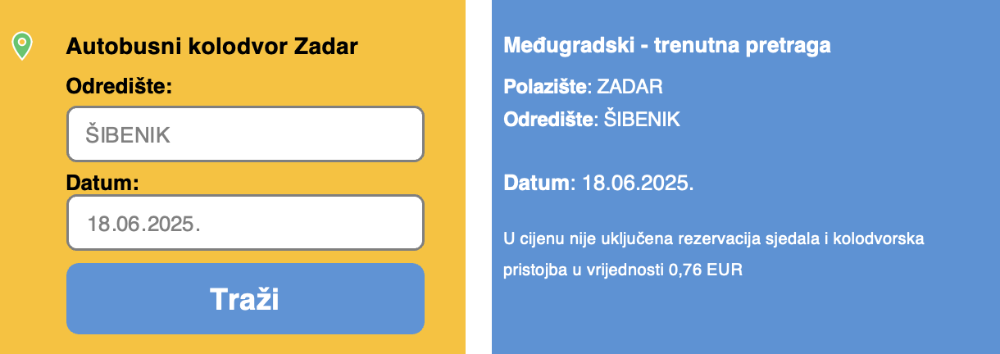 Autobusni kolodvor Zadar
Odredište:
ŠIBENIK
Datum:
18.06.2025.
Traži
Međugradski - trenutna pretraga
Polazište: ZADAR
Odredište: ŠIBENIK
Datum: 18.06.2025.
U cijenu nije uključena rezervacija sjedala i kolodvorska
pristojba u vrijednosti 0,76 EUR